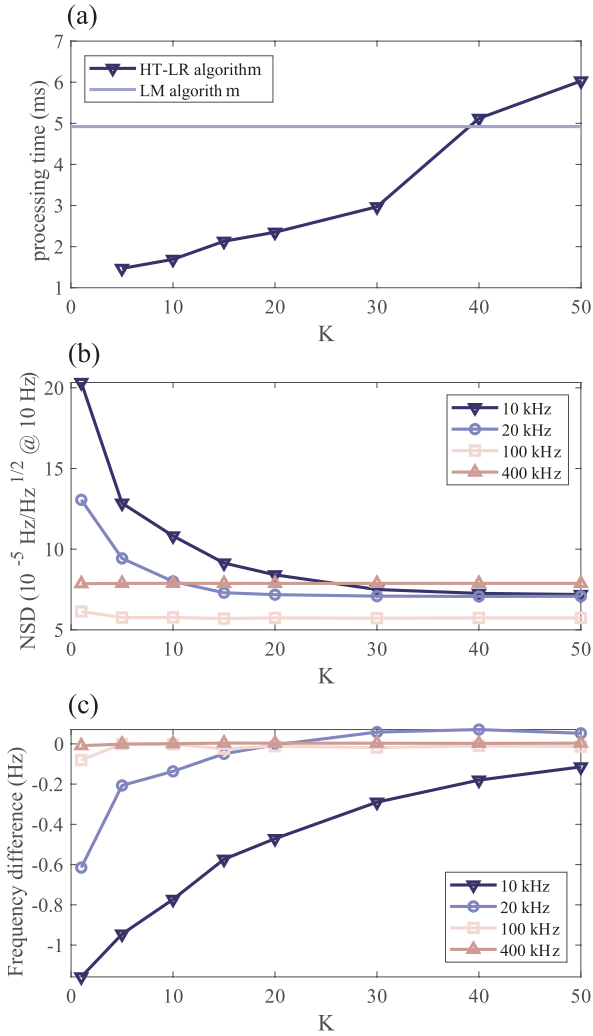 (a)
7
6
5
4
3
2
1
processing time (ms)
HT-LR algorithm
LM algorith m
0 10 20 30 40 50
K
(b)
20
15
10
5
NSD (10 -5 Hz/Hz 1/2 @ 10 Hz)
10 kHz
20 kHz
100 kHz
400 kHz
0 10 20 30 40 50
K
(c)
0
-0.2
-0.4
-0.6
-0.8
-1
Frequency difference (Hz)
10 kHz
20 kHz
100 kHz
400 kHz
0 10 20 30 40 50
K